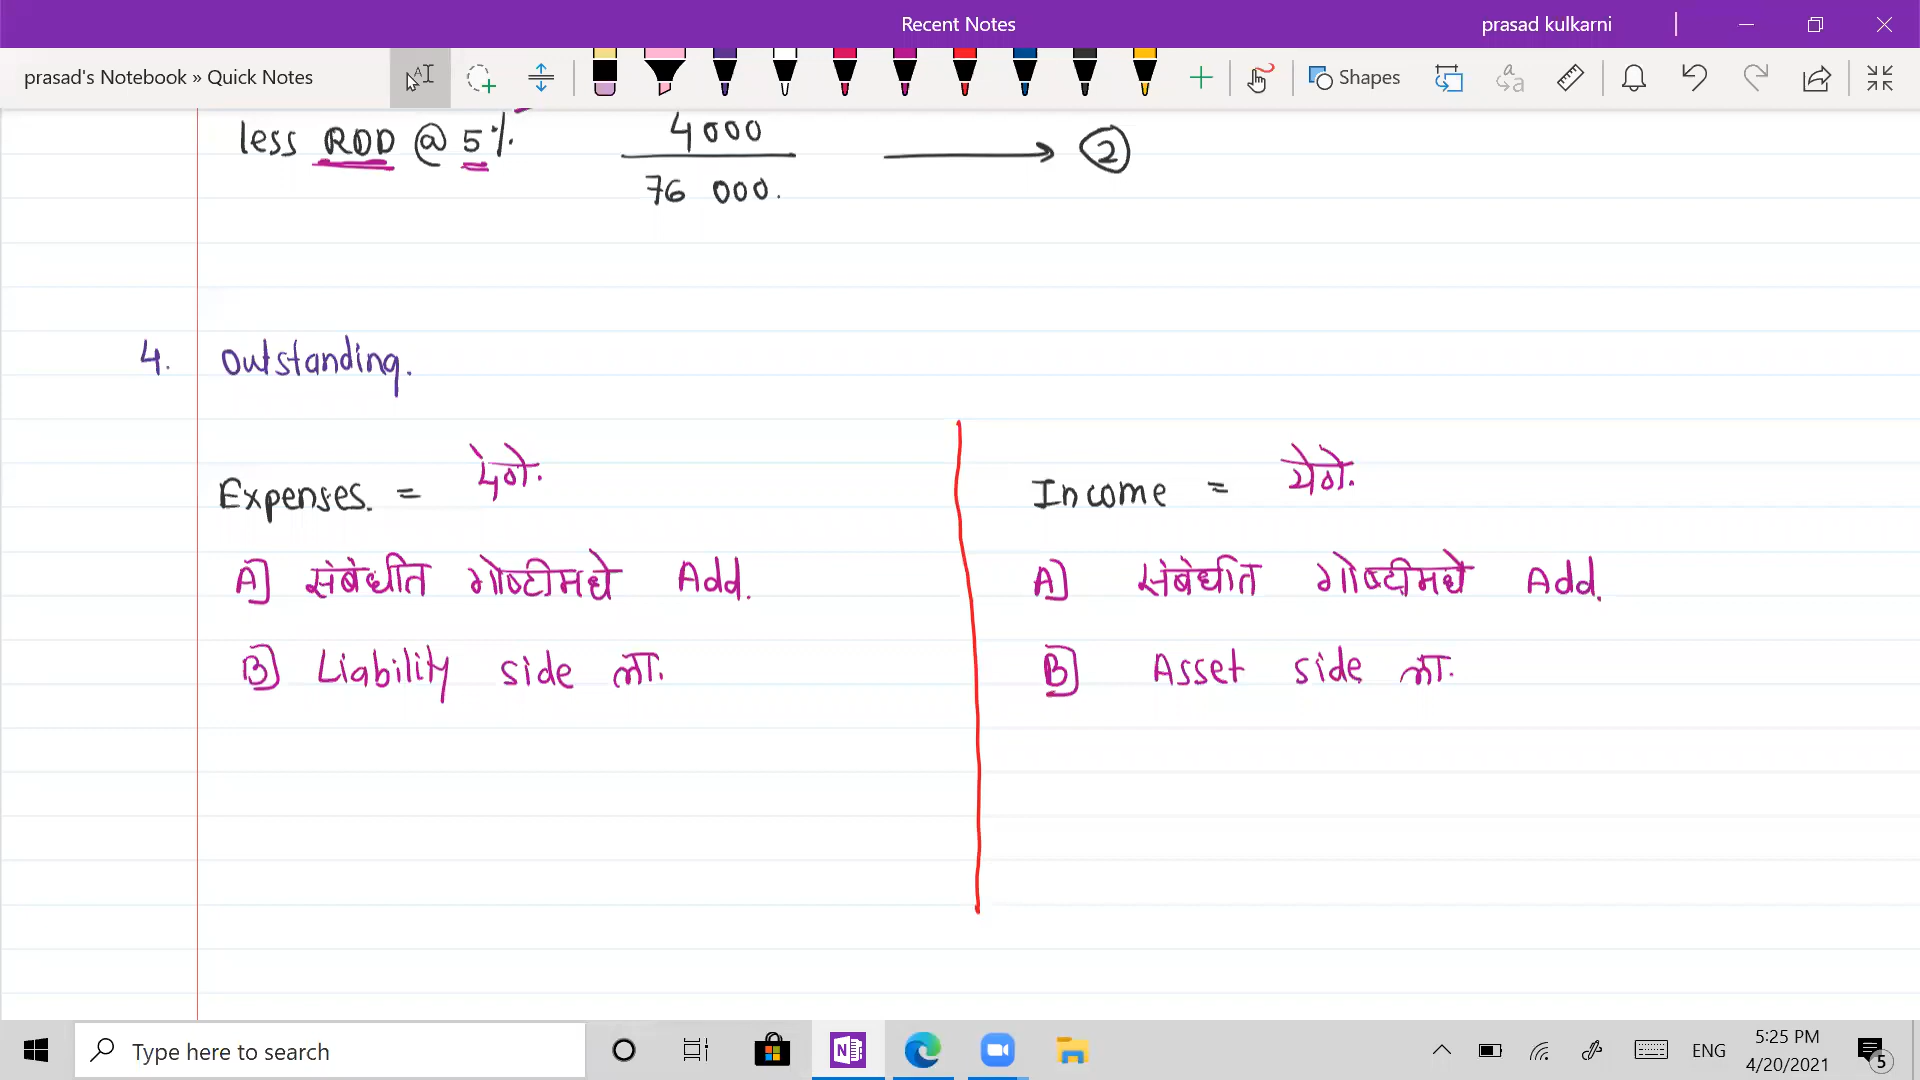 Recent Notes
prasad kulkarni
prasad's Notebook » Quick Notes
Shapes
less RDD @ 5%. 4000 → 2
76 000.
4. Outstanding.
Expenses. = देणे.
A] संबंधीत गोष्टीमधे Add.
B] Liability side ला.
Income = येणे.
A] संबंधीत गोष्टीमधे Add.
B] Asset side ला.
Type here to search
ENG
5:25 PM
4/20/2021
5